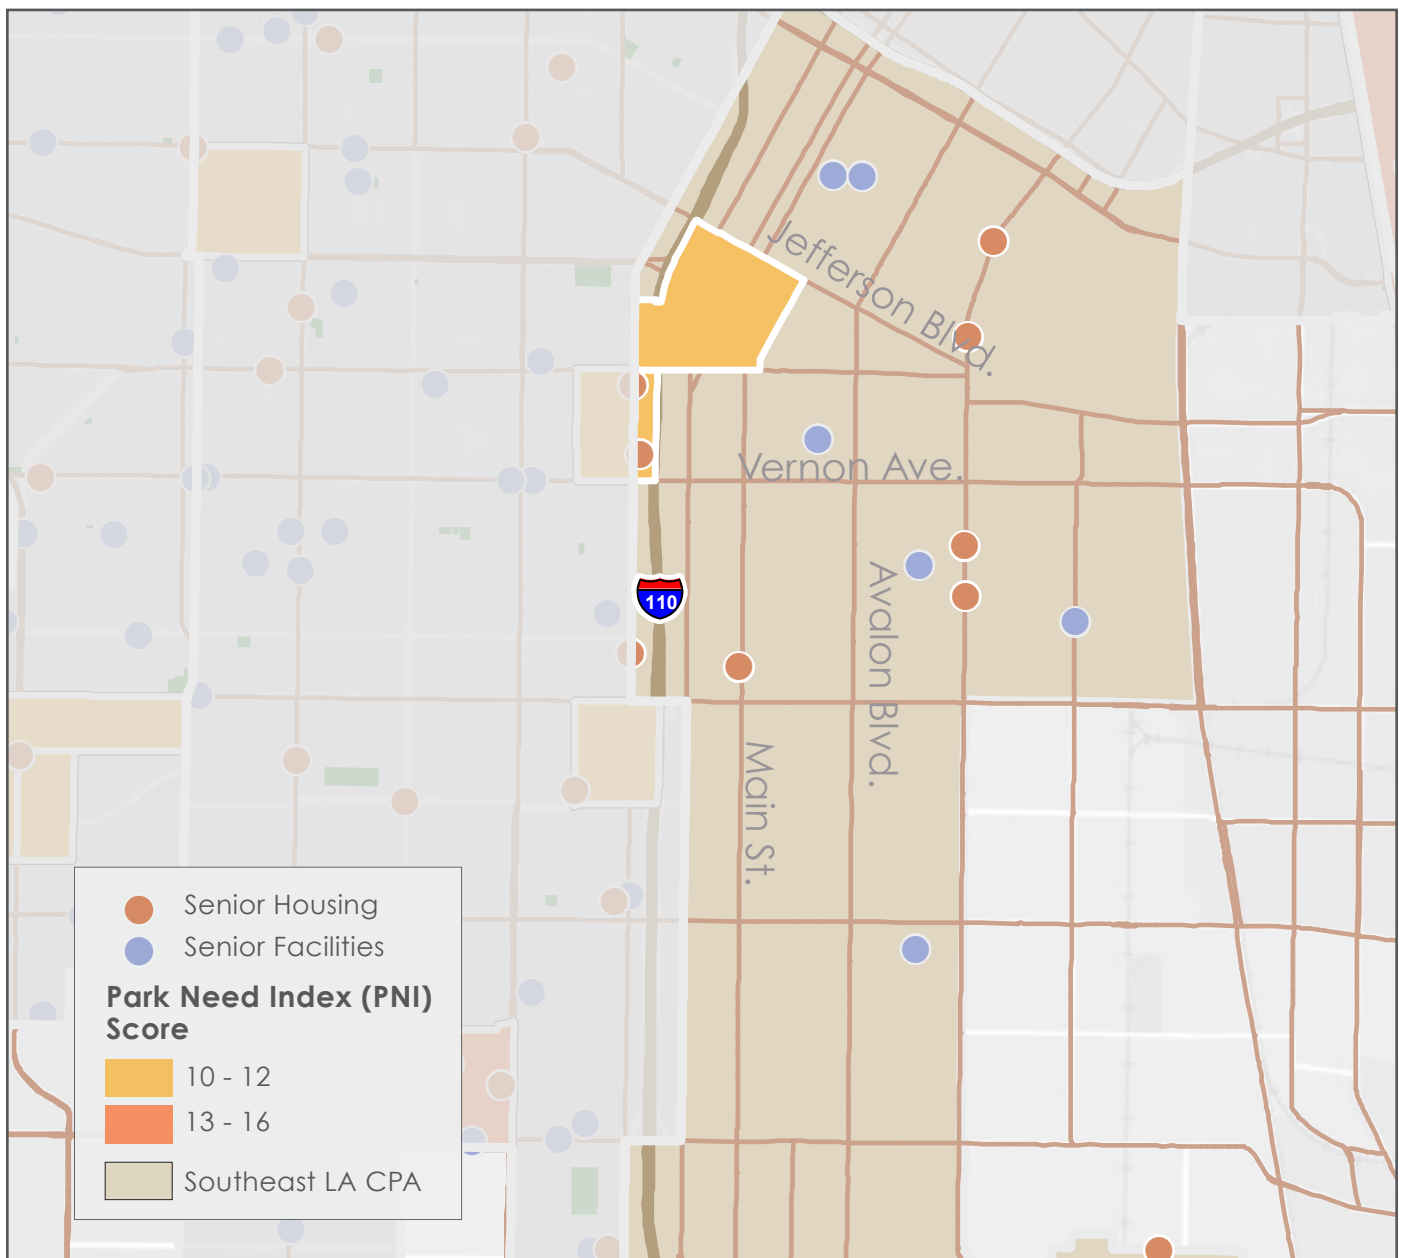 Jefferson Blvd.
Vernon Ave.
110
Avalon Blvd.
Main St.
Senior Housing
Senior Facilities
Park Need Index (PNI)
Score
10 - 12
13 - 16
Southeast LA CPA